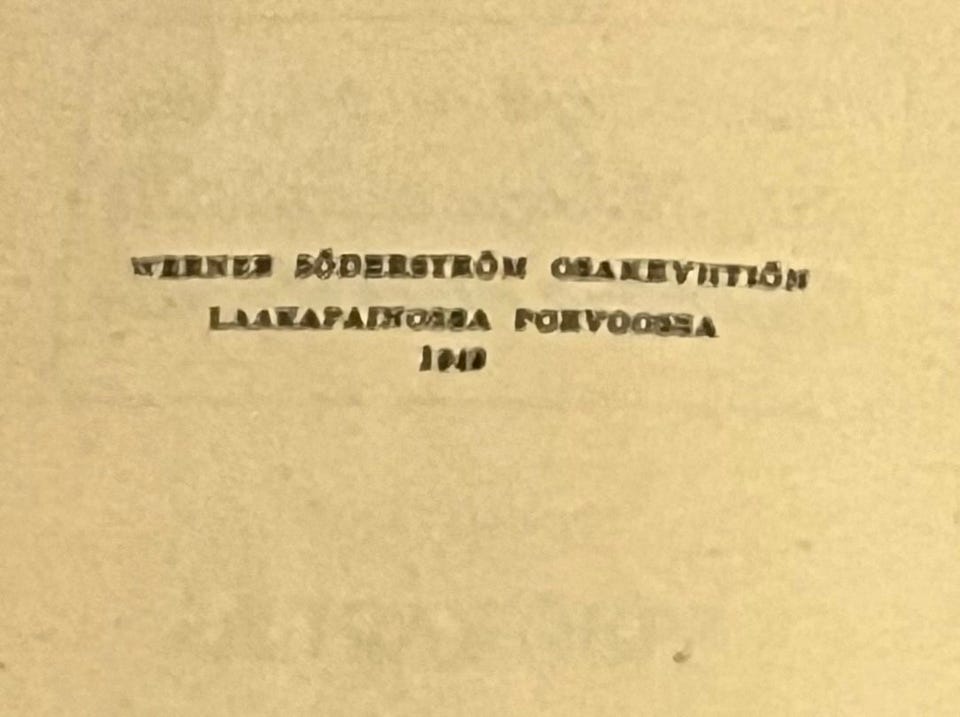 WERNER SÖDERSTRÖM OSAKEYHTIÖN
LAAKAPAINOSSA PORVOOSSA